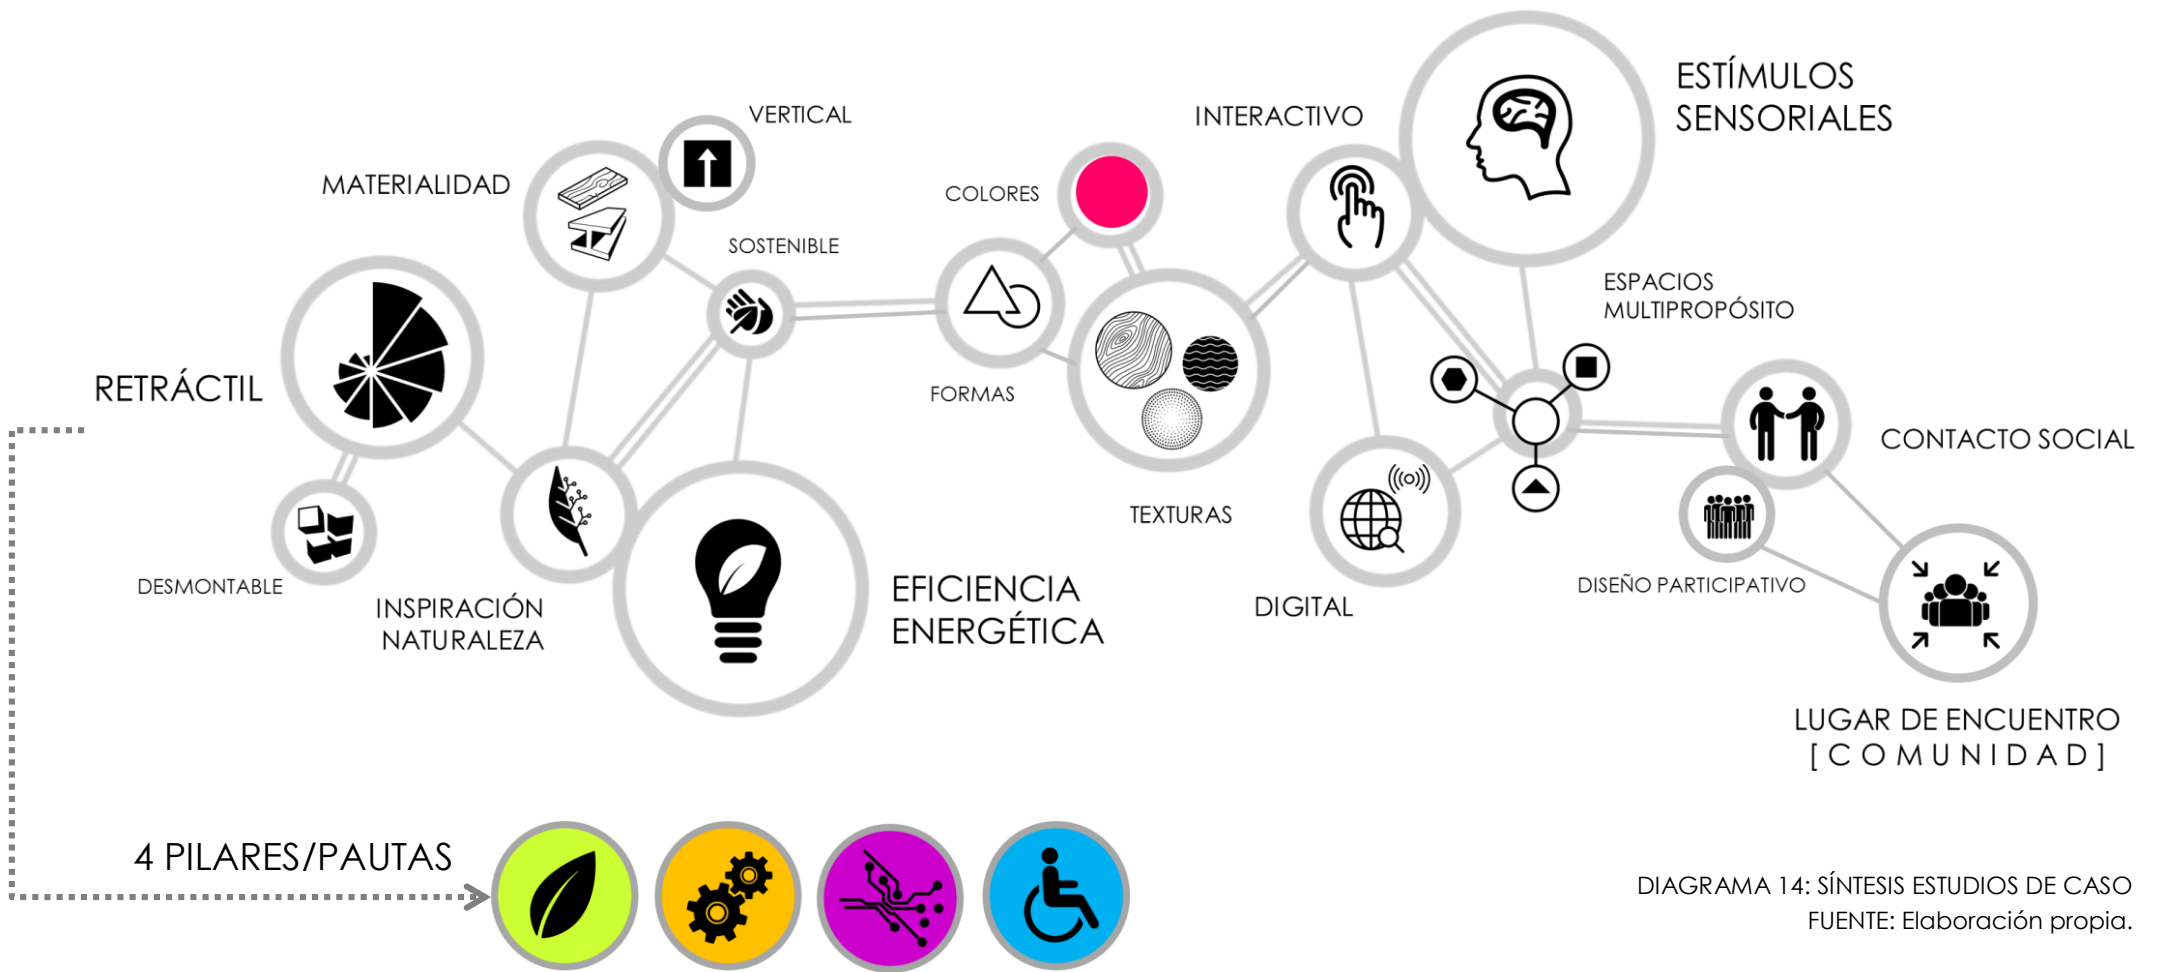 ESTÍMULOS
SENSORIALES
VERTICAL
INTERACTIVO
MATERIALIDAD
COLORES
SOSTENIBLE
ESPACIOS
MULTIPROPÓSITO
RETRÁCTIL
FORMAS
CONTACTO SOCIAL
TEXTURAS
DESMONTABLE
INSPIRACIÓN
NATURALEZA
EFICIENCIA
ENERGÉTICA
DIGITAL
DISEÑO PARTICIPATIVO
LUGAR DE ENCUENTRO
[ C O M U N I D A D ]
4 PILARES/PAUTAS
DIAGRAMA 14: SÍNTESIS ESTUDIOS DE CASO
FUENTE: Elaboración propia.